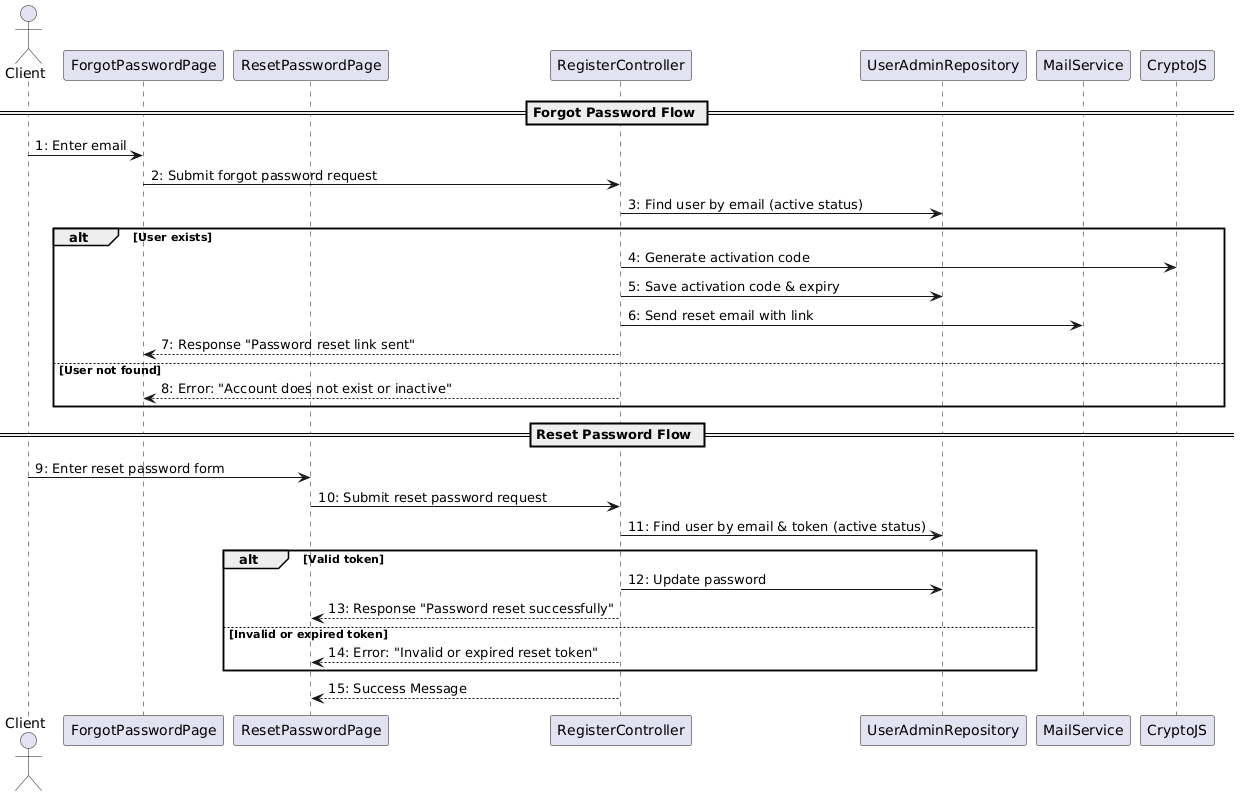 Client
ForgotPasswordPage
ResetPasswordPage
RegisterController
UserAdminRepository
MailService
CryptoJS
Forgot Password Flow
1: Enter email
2: Submit forgot password request
3: Find user by email (active status)
alt [User exists]
4: Generate activation code
5: Save activation code & expiry
6: Send reset email with link
7: Response "Password reset link sent"
[User not found]
8: Error: "Account does not exist or inactive"
Reset Password Flow
9: Enter reset password form
10: Submit reset password request
11: Find user by email & token (active status)
alt [Valid token]
12: Update password
13: Response "Password reset successfully"
[Invalid or expired token]
14: Error: "Invalid or expired reset token"
15: Success Message
Client
ForgotPasswordPage
ResetPasswordPage
RegisterController
UserAdminRepository
MailService
CryptoJS